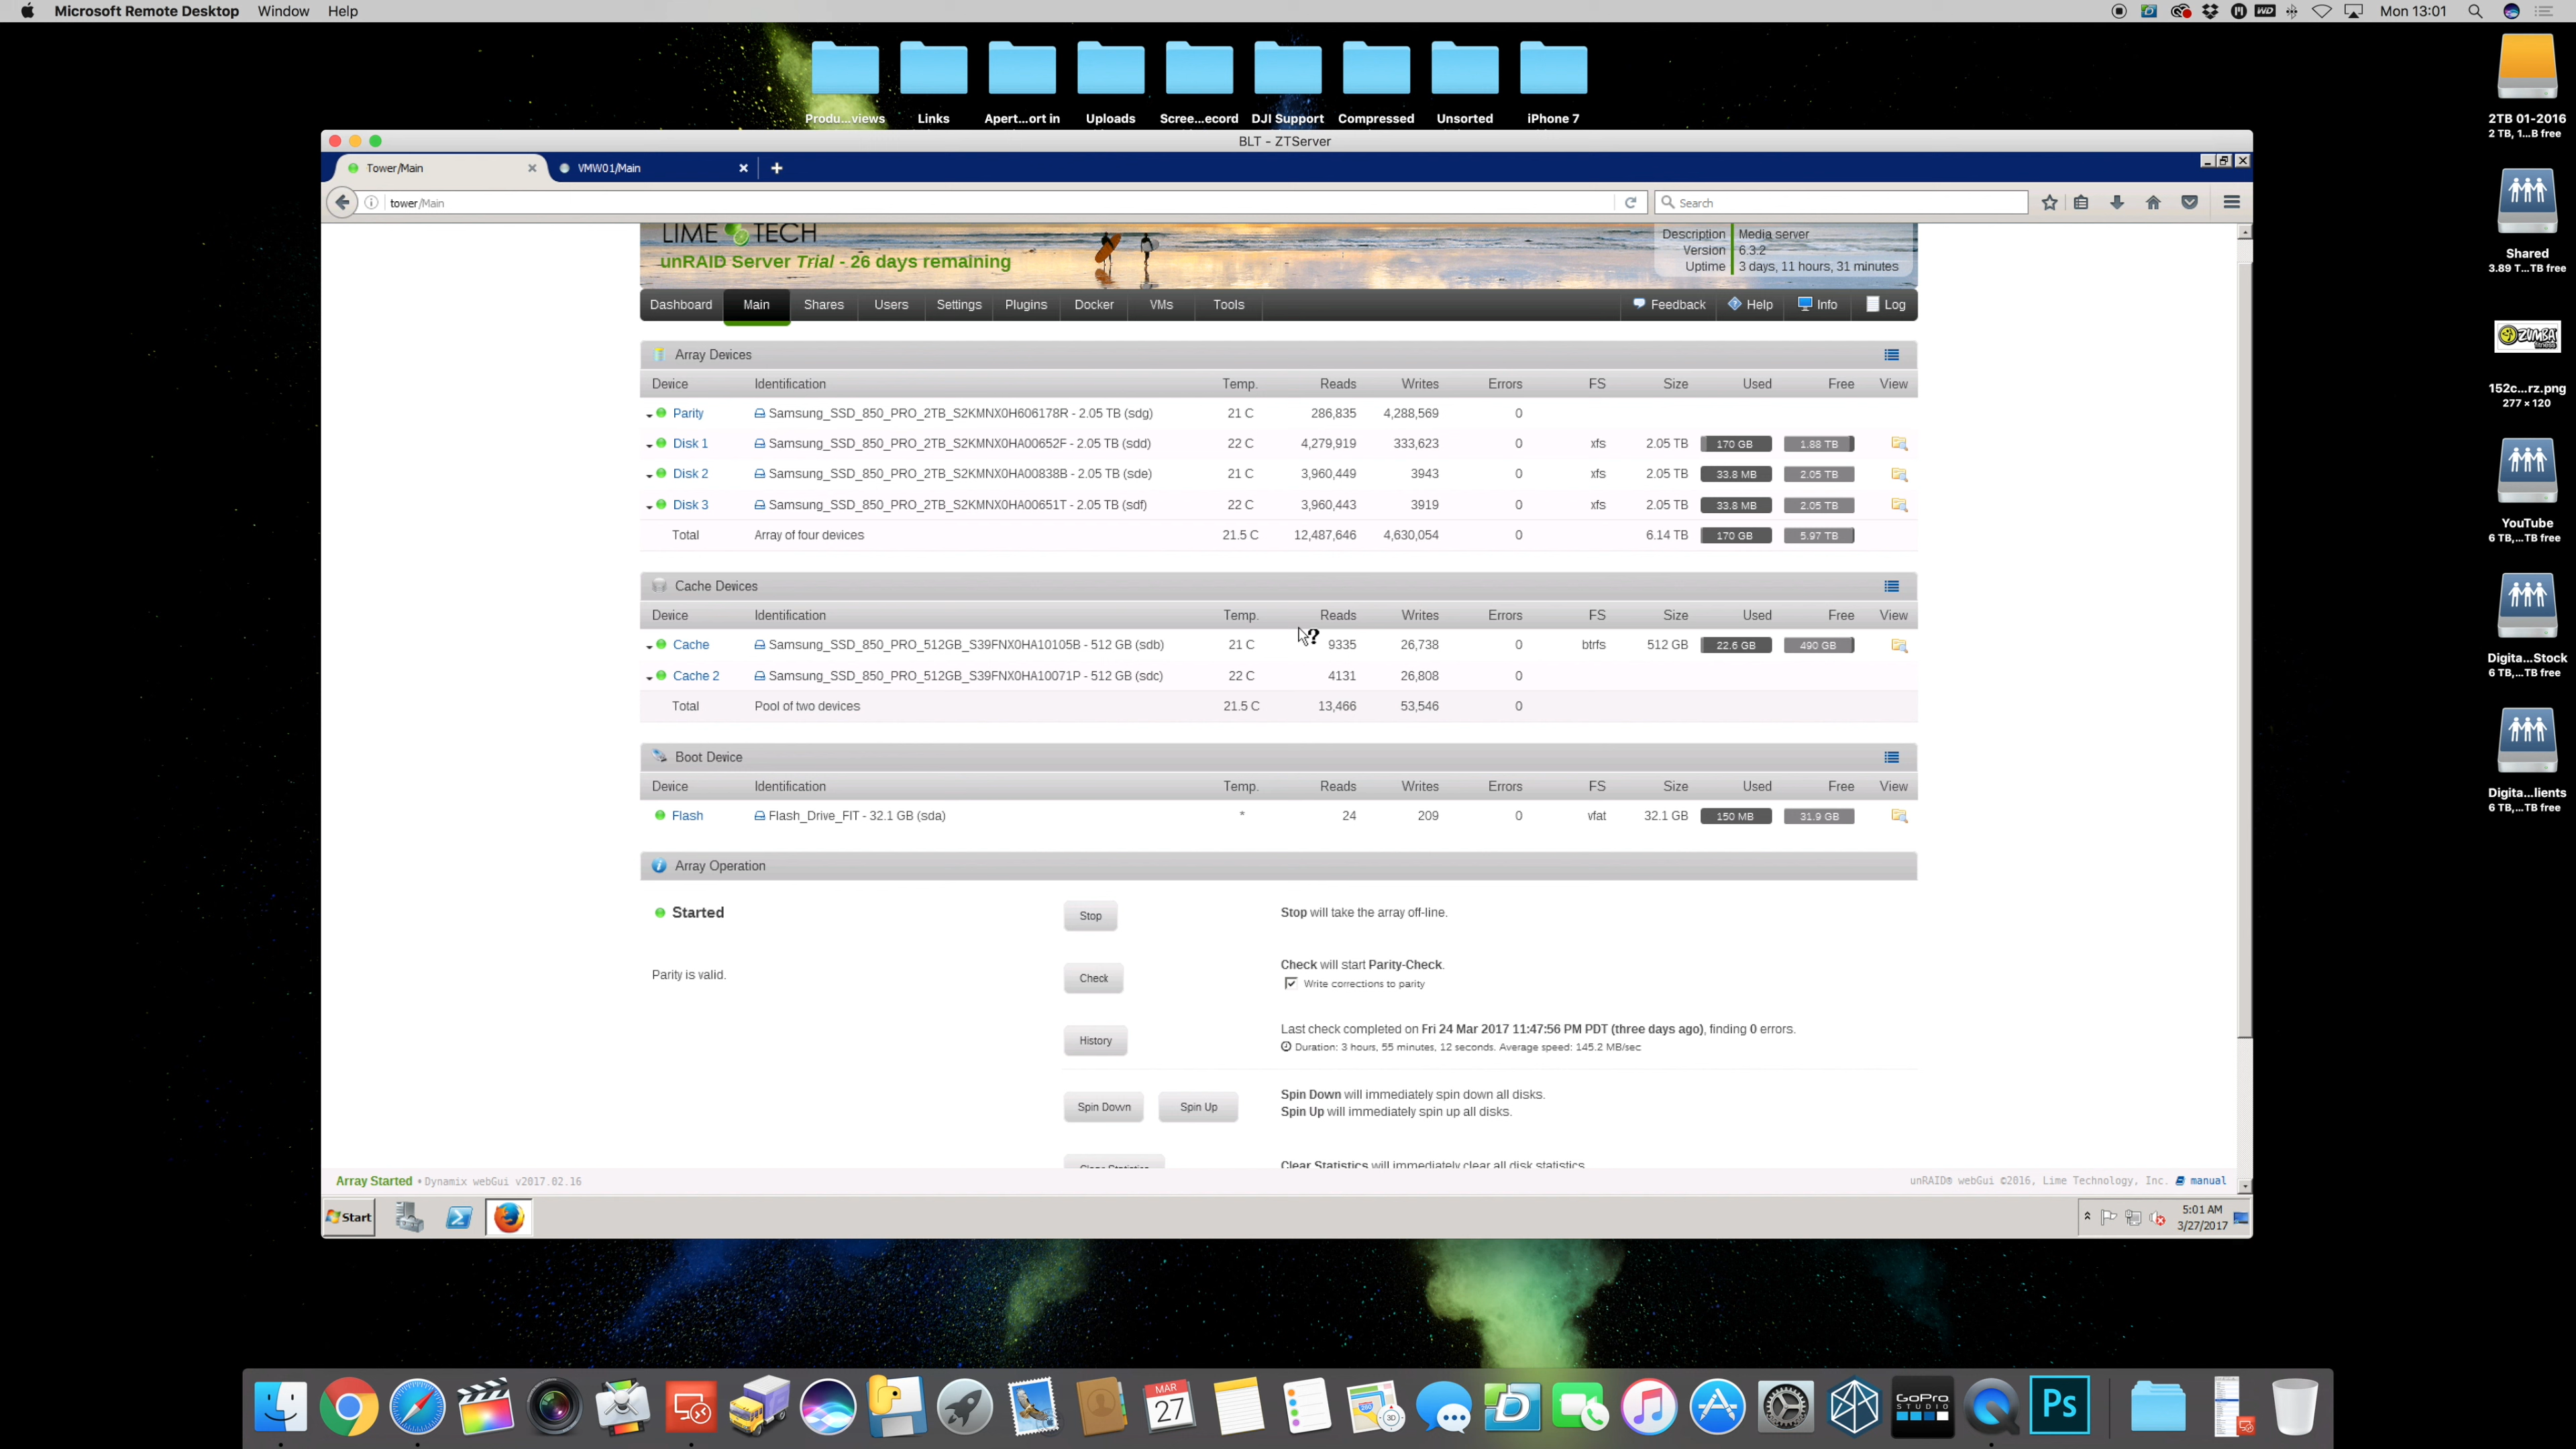 Microsoft Remote Desktop Window Help
WD Mon 13:01
Produ...views Links Apert...ort in Uploads Scree...ecord DJI Support Compressed Unsorted iPhone 7
2TB 01-2016
2 TB, 1...B free
Shared
3.89 T...TB free
ZUMBA
fitness
152c...rz.png
277 × 120
YouTube
6 TB,...TB free
Digita...Stock
6 TB,...TB free
Digita...lients
6 TB,...TB free
BLT - ZTServer
Tower/Main VMW01/Main
tower/Main Search
LIME TECH
unRAID Server Trial - 26 days remaining
Description Media server
Version 6.3.2
Uptime 3 days, 11 hours, 31 minutes
Dashboard Main Shares Users Settings Plugins Docker VMs Tools Feedback Help Info Log
Array Devices
Device Identification Temp. Reads Writes Errors FS Size Used Free View
Parity Samsung_SSD_850_PRO_2TB_S2KMNX0H606178R - 2.05 TB (sdg) 21 C 286,835 4,288,569 0
Disk 1 Samsung_SSD_850_PRO_2TB_S2KMNX0HA00652F - 2.05 TB (sdd) 22 C 4,279,919 333,623 0 xfs 2.05 TB 170 GB 1.88 TB
Disk 2 Samsung_SSD_850_PRO_2TB_S2KMNX0HA00838B - 2.05 TB (sde) 21 C 3,960,449 3943 0 xfs 2.05 TB 33.8 MB 2.05 TB
Disk 3 Samsung_SSD_850_PRO_2TB_S2KMNX0HA00651T - 2.05 TB (sdf) 22 C 3,960,443 3919 0 xfs 2.05 TB 33.8 MB 2.05 TB
Total Array of four devices 21.5 C 12,487,646 4,630,054 0 6.14 TB 170 GB 5.97 TB
Cache Devices
Device Identification Temp. Reads Writes Errors FS Size Used Free View
Cache Samsung_SSD_850_PRO_512GB_S39FNX0HA10105B - 512 GB (sdb) 21 C 9335 26,738 0 btrfs 512 GB 22.6 GB 490 GB
Cache 2 Samsung_SSD_850_PRO_512GB_S39FNX0HA10071P - 512 GB (sdc) 22 C 4131 26,808 0
Total Pool of two devices 21.5 C 13,466 53,546 0
Boot Device
Device Identification Temp. Reads Writes Errors FS Size Used Free View
Flash Flash_Drive_FIT - 32.1 GB (sda) * 24 209 0 vfat 32.1 GB 150 MB 31.9 GB
Array Operation
Started Stop Stop will take the array off-line.
Parity is valid. Check Check will start Parity-Check.
Write corrections to parity
History Last check completed on Fri 24 Mar 2017 11:47:56 PM PDT (three days ago), finding 0 errors.
Duration: 3 hours, 55 minutes, 12 seconds. Average speed: 145.2 MB/sec
Spin Down Spin Up Spin Down will immediately spin down all disks.
Spin Up will immediately spin up all disks.
Clear Statistics Clear Statistics will immediately clear all disk statistics
Array Started • Dynamix webGui v2017.02.16 unRAID® webGui ©2016, Lime Technology, Inc. manual
Start 5:01 AM
3/27/2017
MAR
27
GoPro
STUDIO
Ps